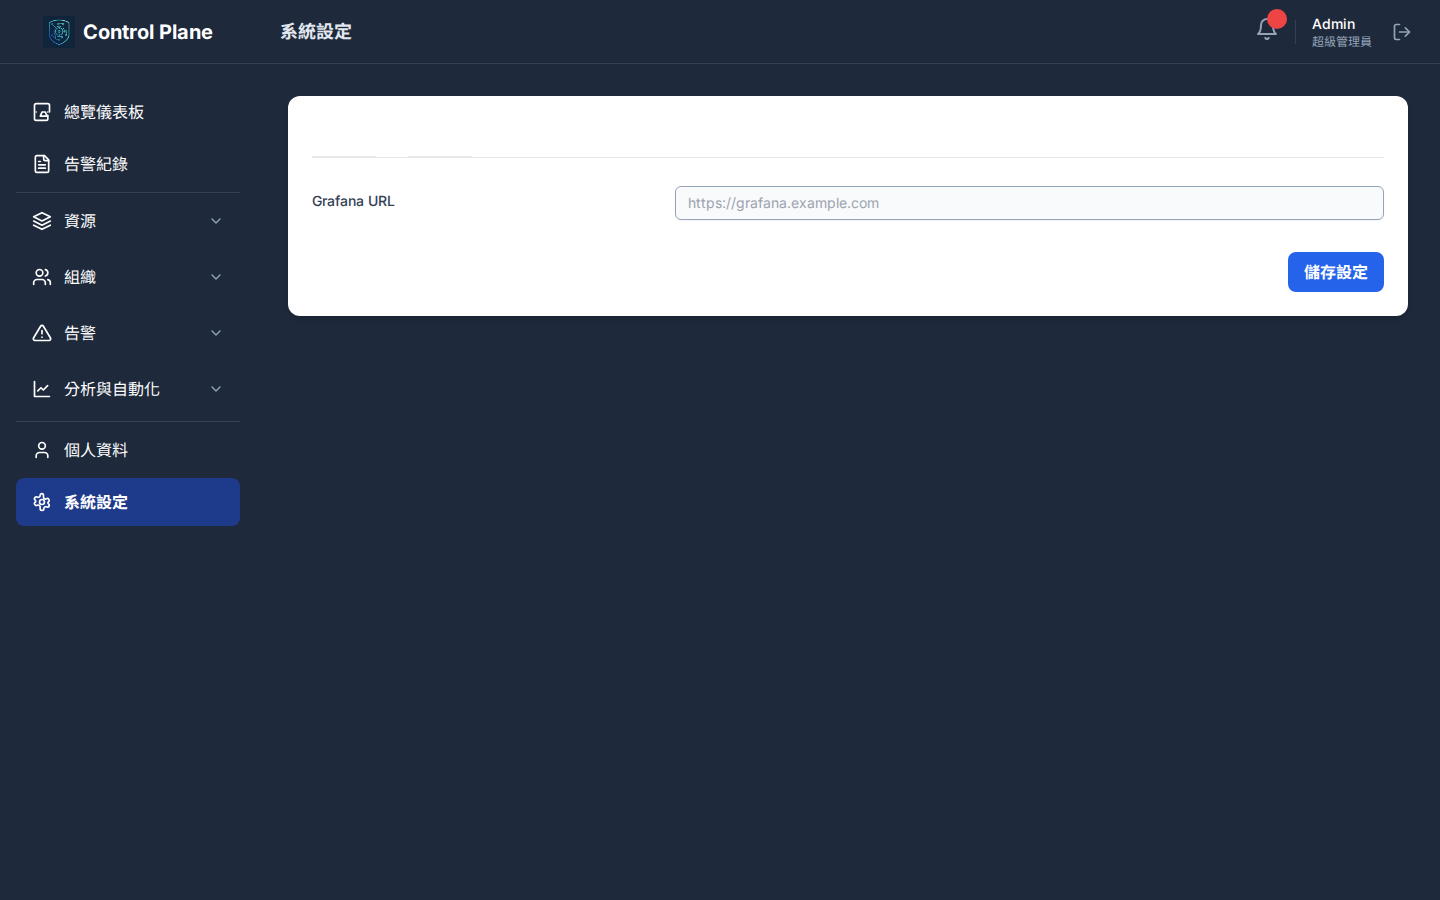 Control Plane
系統設定
Admin
超級管理員
總覽儀表板
告警紀錄
資源
組織
告警
分析與自動化
個人資料
系統設定
Grafana URL
https://grafana.example.com
儲存設定